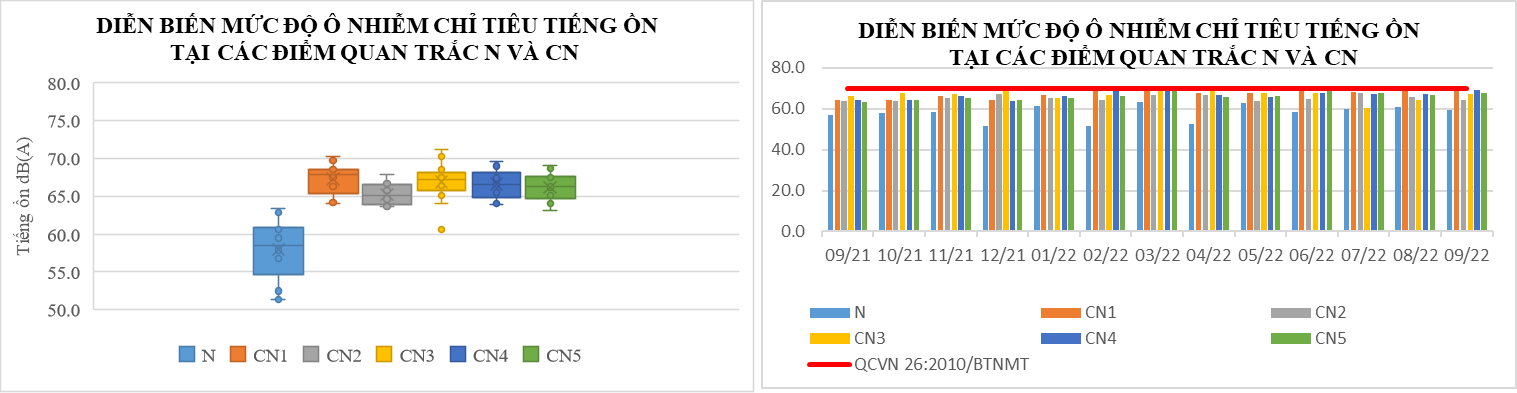 DIỄN BIẾN MỨC ĐỘ Ô NHIỄM CHỈ TIÊU TIẾNG ỒN
TẠI CÁC ĐIỂM QUAN TRẮC N VÀ CN
80.0
75.0
70.0
65.0
60.0
55.0
50.0
Tiếng ồn dB(A)
N CN1 CN2 CN3 CN4 CN5
DIỄN BIẾN MỨC ĐỘ Ô NHIỄM CHỈ TIÊU TIẾNG ỒN
TẠI CÁC ĐIỂM QUAN TRẮC N VÀ CN
80.0
60.0
40.0
20.0
0.0
09/21 10/21 11/21 12/21 01/22 02/22 03/22 04/22 05/22 06/22 07/22 08/22 09/22
N CN1 CN2
CN3 CN4 CN5
QCVN 26:2010/BTNMT